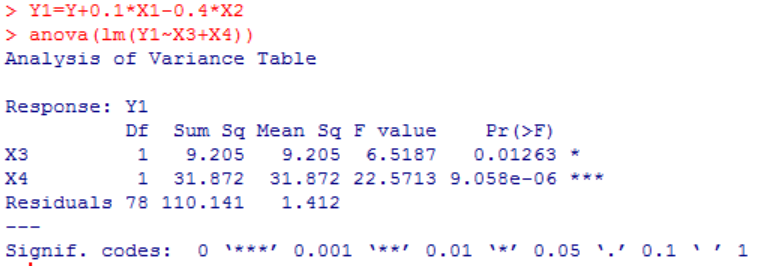 > Y1=Y+0.1*X1-0.4*X2
> anova(lm(Y1~X3+X4))
Analysis of Variance Table
Response: Y1
Df Sum Sq Mean Sq F value Pr(>F)
X3 1 9.205 9.205 6.5187 0.01263 *
X4 1 31.872 31.872 22.5713 9.058e-06 ***
Residuals 78 110.141 1.412
---
Signif. codes: 0 ‘***’ 0.001 ‘**’ 0.01 ‘*’ 0.05 ‘.’ 0.1 ‘ ’ 1